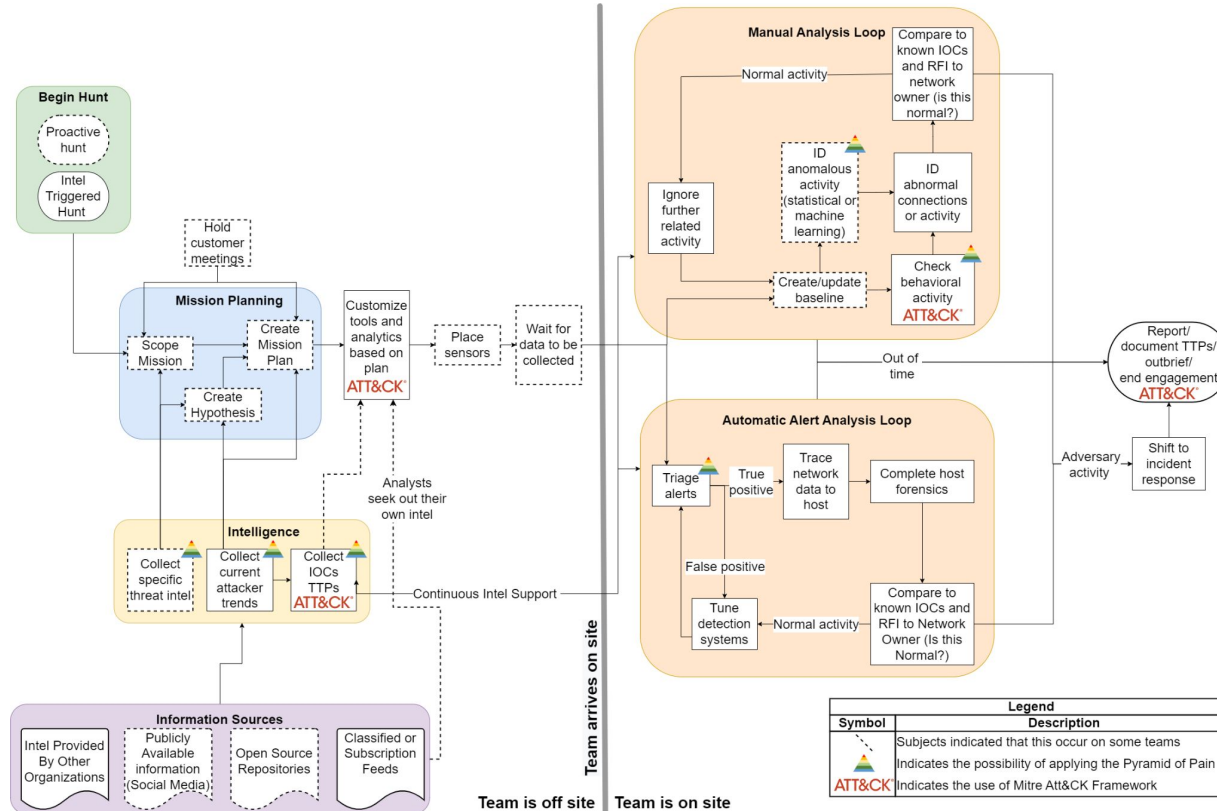 Begin Hunt
Proactive
hunt
Intel
Triggered
Hunt
Hold
customer
meetings
Mission Planning
Scope
Mission
Create
Mission
Plan
Create
Hypothesis
Customize
tools and
analytics
based on
plan
ATT&CK®
Place
sensors
Wait for
data to be
collected
Analysts
seek out their
own intel
Intelligence
Collect
specific
threat intel
Collect
current
attacker
trends
Collect
IOCs
TTPs
ATT&CK®
Continuous Intel Support
Information Sources
Intel Provided
By Other
Organizations
Publicly
Available
information
(Social Media)
Open Source
Repositories
Classified or
Subscription
Feeds
Team arrives on site
Team is off site
Team is on site
Manual Analysis Loop
Compare to
known IOCs
and RFI to
network
owner (is this
normal?)
Normal activity
ID
anomalous
activity
(statistical or
machine
learning)
ID
abnormal
connections
or activity
Ignore
further
related
activity
Create/update
baseline
Check
behavioral
activity
ATT&CK®
Out of
time
Report/
document TTPs/
outbrief/
end engagement
ATT&CK®
Automatic Alert Analysis Loop
Triage
alerts
True
positive
Trace
network
data to
host
Complete host
forensics
Adversary
activity
Shift to
incident
response
False positive
Tune
detection
systems
Normal activity
Compare to
known IOCs and
RFI to Network
Owner (Is this
Normal?)
Legend
Symbol
Description
Subjects indicated that this occur on some teams
Indicates the possibility of applying the Pyramid of Pain
ATT&CK®
Indicates the use of Mitre Att&CK Framework